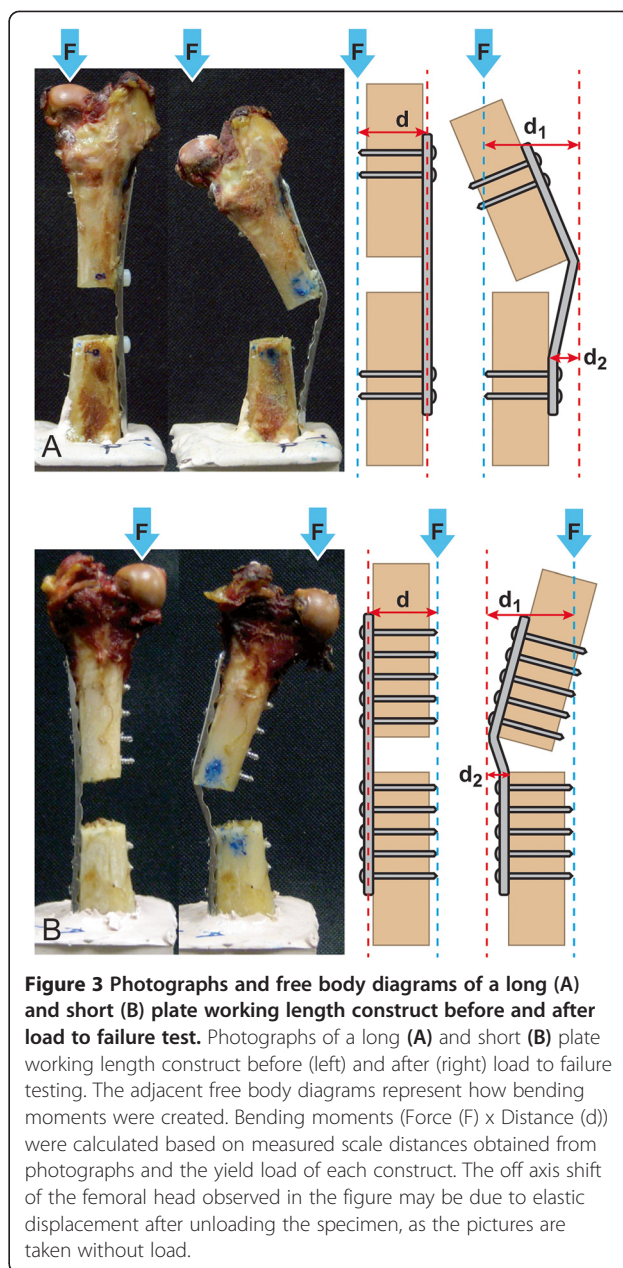 F F F F
d d₁
d₂
A
F F F F
d d₁
d₂
B
Figure 3 Photographs and free body diagrams of a long (A)
and short (B) plate working length construct before and after
load to failure test. Photographs of a long (A) and short (B) plate
working length construct before (left) and after (right) load to failure
testing. The adjacent free body diagrams represent how bending
moments were created. Bending moments (Force (F) x Distance (d))
were calculated based on measured scale distances obtained from
photographs and the yield load of each construct. The off axis shift
of the femoral head observed in the figure may be due to elastic
displacement after unloading the specimen, as the pictures are
taken without load.